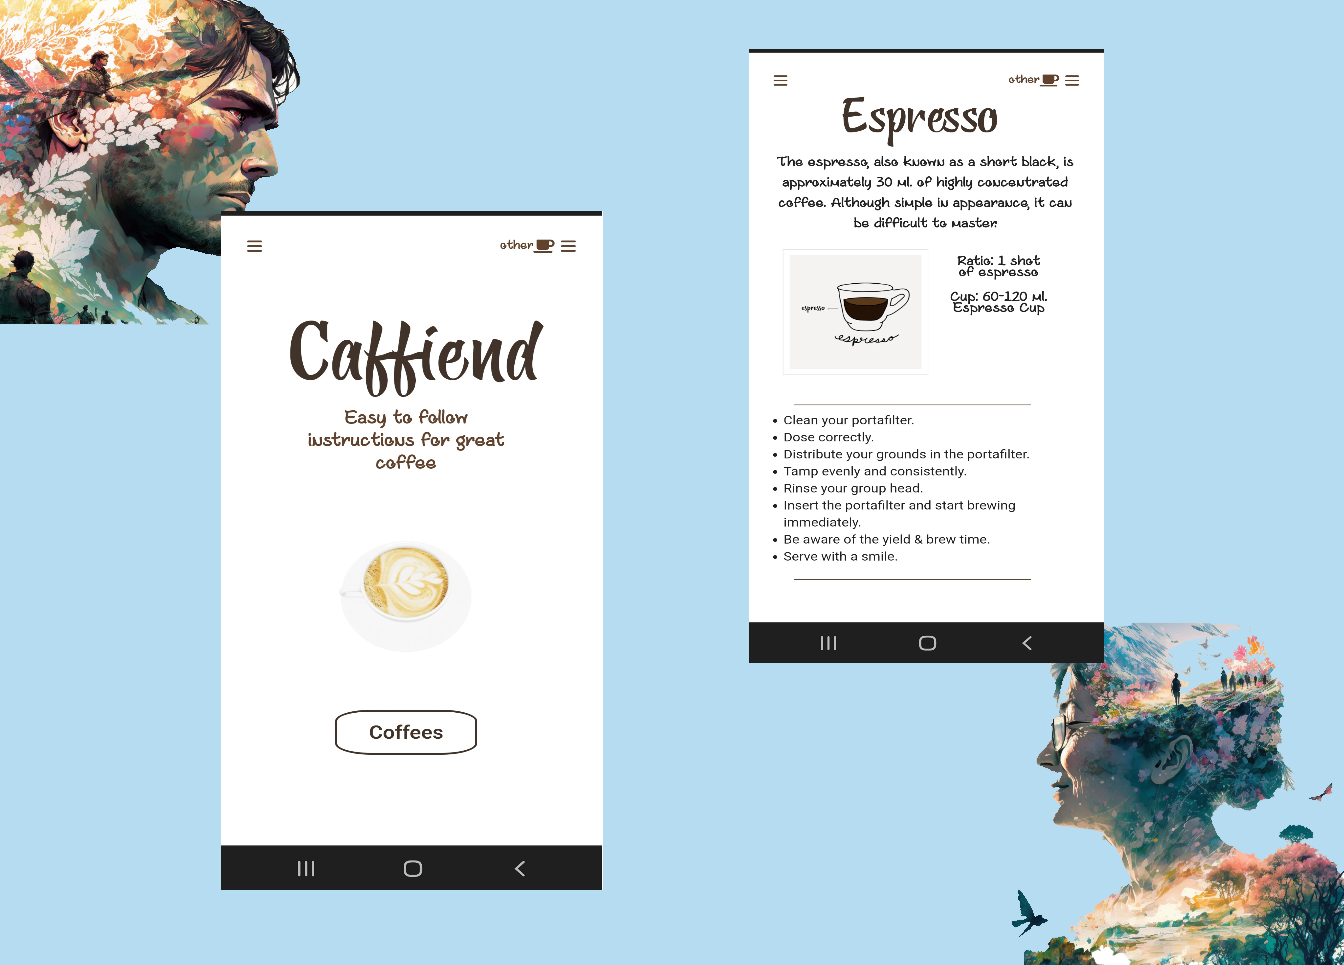 other
Caffiend
Easy to follow
instructions for great
coffee
Coffees
other
Espresso
The espresso, also known as a short black, is
approximately 30 ml. of highly concentrated
coffee. Although simple in appearance, it can
be difficult to master.
Ratio: 1 shot
of espresso
Cup: 60-120 ml.
Espresso Cup
espresso
espresso
• Clean your portafilter.
• Dose correctly.
• Distribute your grounds in the portafilter.
• Tamp evenly and consistently.
• Rinse your group head.
• Insert the portafilter and start brewing
immediately.
• Be aware of the yield & brew time.
• Serve with a smile.